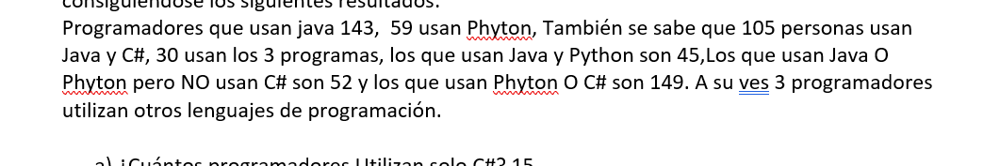 consiguiéndose los siguientes resultados.
Programadores que usan java 143,  59 usan Phyton, También se sabe que 105 personas usan
Java y C#, 30 usan los 3 programas, los que usan Java y Python son 45,Los que usan Java O
Phyton pero NO usan C# son 52 y los que usan Phyton O C# son 149. A su ves 3 programadores
utilizan otros lenguajes de programación.
a) ¿Cuántos programadores Utilizan solo C#? 15